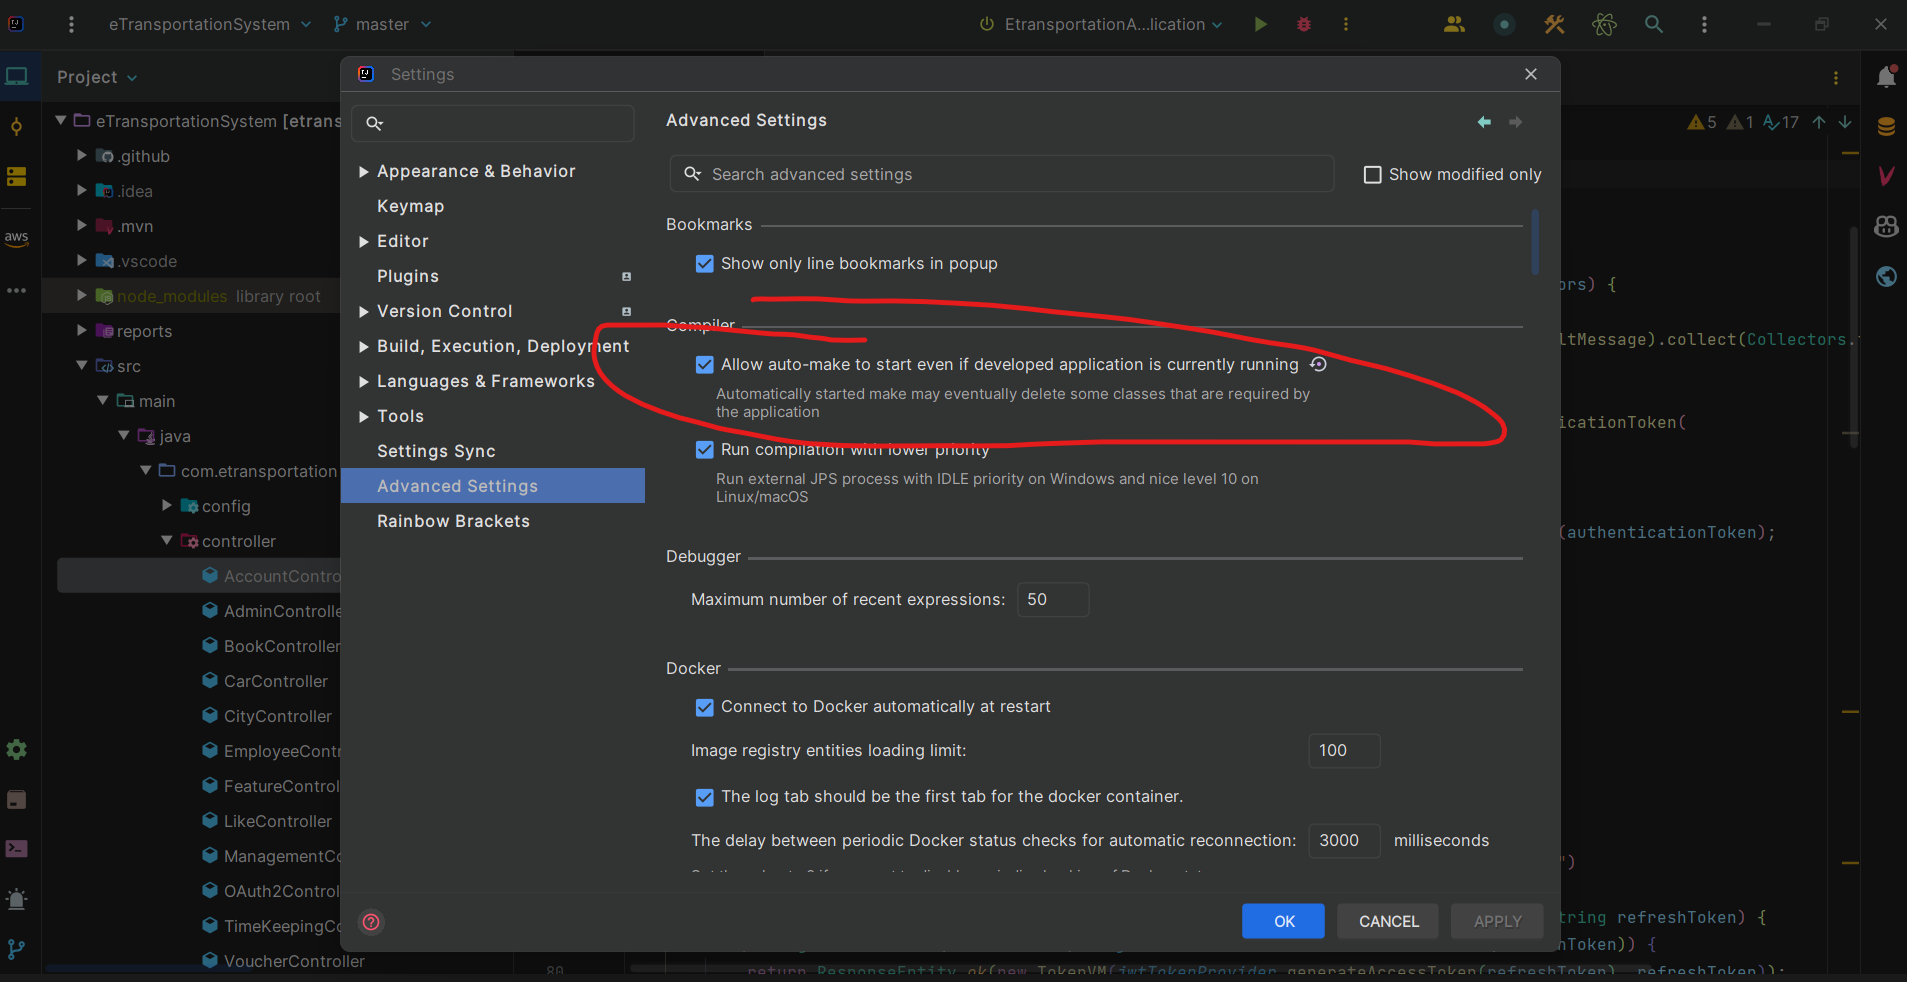 eTransportationSystem
master
EtransportationA...lication
Project
Settings
eTransportationSystem [etrans
.github
.idea
.mvn
.vscode
node_modules library root
reports
src
main
java
com.etransportation
config
controller
AccountContro
AdminControlle
BookController
CarController
CityController
EmployeeContr
FeatureControl
LikeController
ManagementCo
OAuth2Control
TimeKeepingCo
VoucherController
aws
Appearance & Behavior
Keymap
Editor
Plugins
Version Control
Build, Execution, Deployment
Languages & Frameworks
Tools
Settings Sync
Advanced Settings
Rainbow Brackets
Advanced Settings
Search advanced settings
Show modified only
Bookmarks
Show only line bookmarks in popup
Compiler
Allow auto-make to start even if developed application is currently running
Automatically started make may eventually delete some classes that are required by
the application
Run compilation with lower priority
Run external JPS process with IDLE priority on Windows and nice level 10 on
Linux/macOS
Debugger
Maximum number of recent expressions: 50
Docker
Connect to Docker automatically at restart
Image registry entities loading limit: 100
The log tab should be the first tab for the docker container.
The delay between periodic Docker status checks for automatic reconnection: 3000 milliseconds
OK
CANCEL
APPLY
5 1 17
ors) {
ltMessage).collect(Collectors.
icationToken(
(authenticationToken);
")
tring refreshToken) {
hToken)) {
80
return ResponseEntity.ok(new TokenVM(jwtTokenProvider.generateAccessToken(refreshToken), refreshToken));